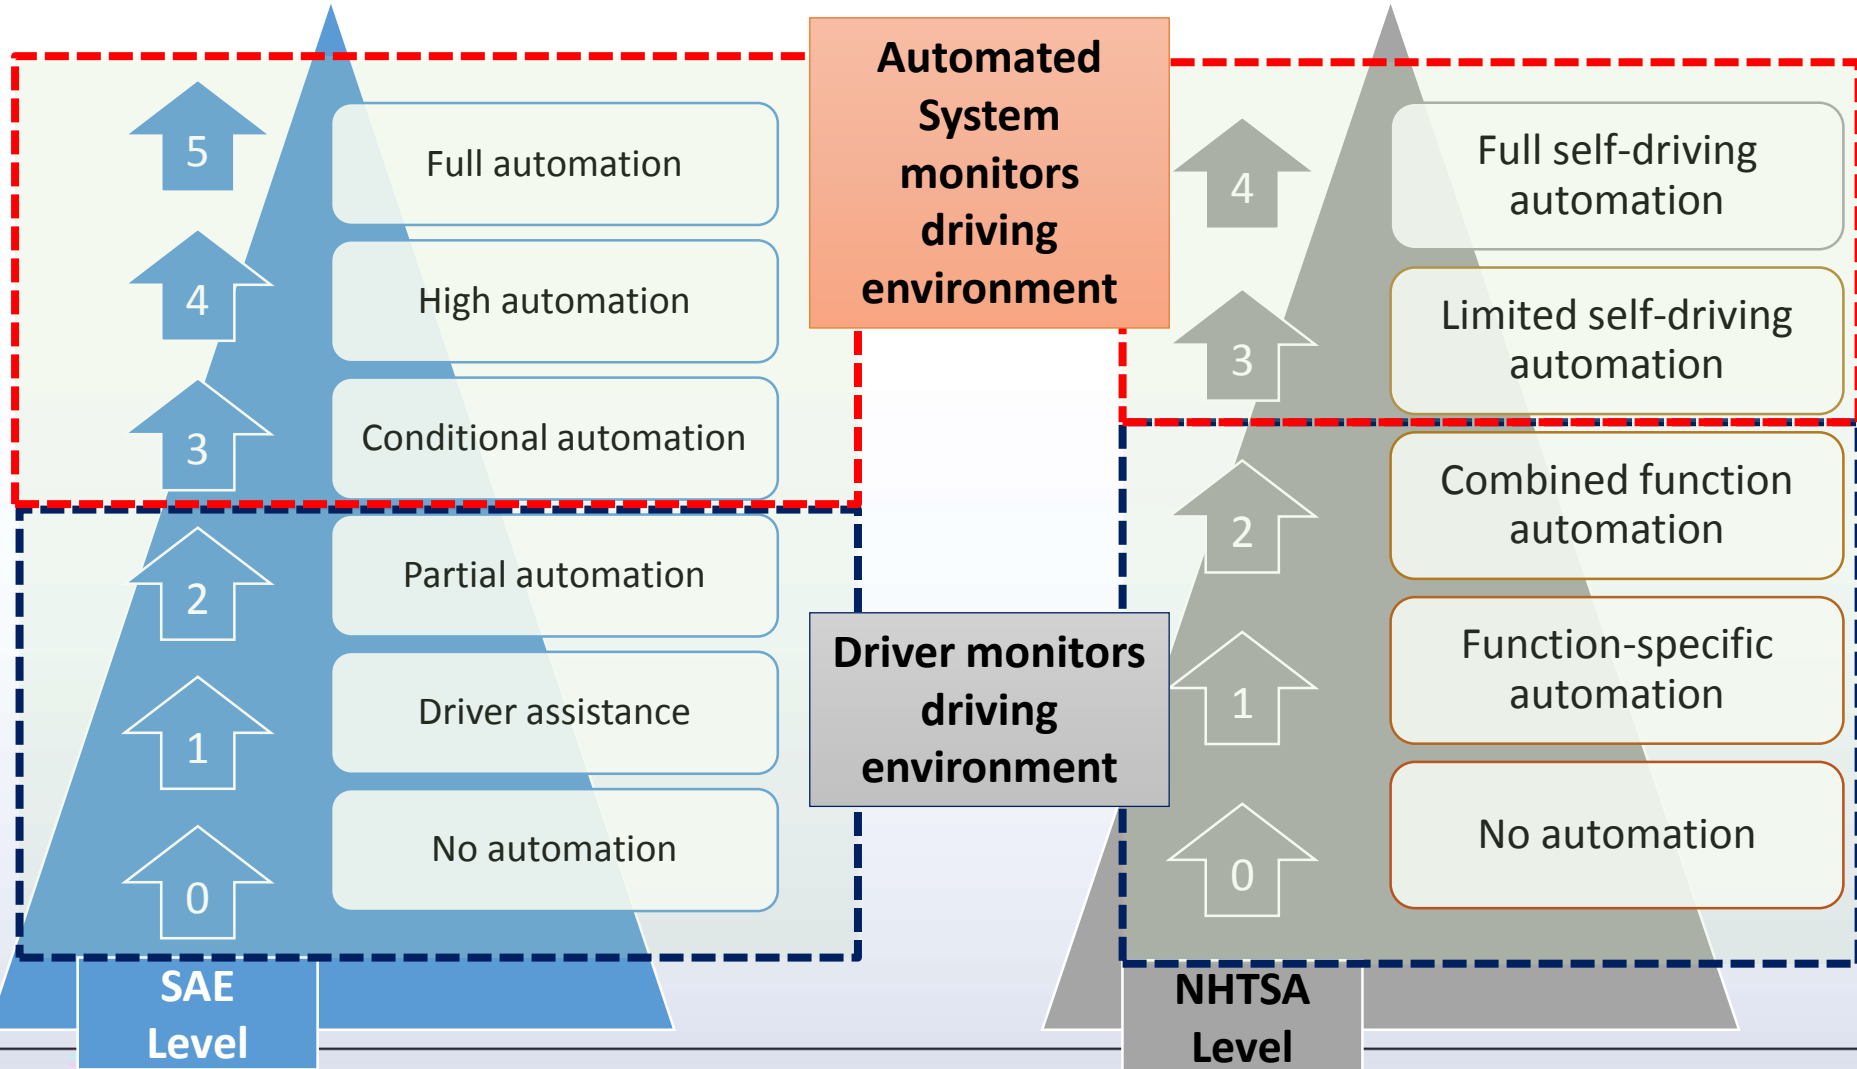 5
Full automation
4
High automation
3
Conditional automation
2
Partial automation
1
Driver assistance
0
No automation
SAE
Level
Automated
System
monitors
driving
environment
Driver monitors
driving
environment
4
Full self-driving
automation
3
Limited self-driving
automation
2
Combined function
automation
1
Function-specific
automation
0
No automation
NHTSA
Level